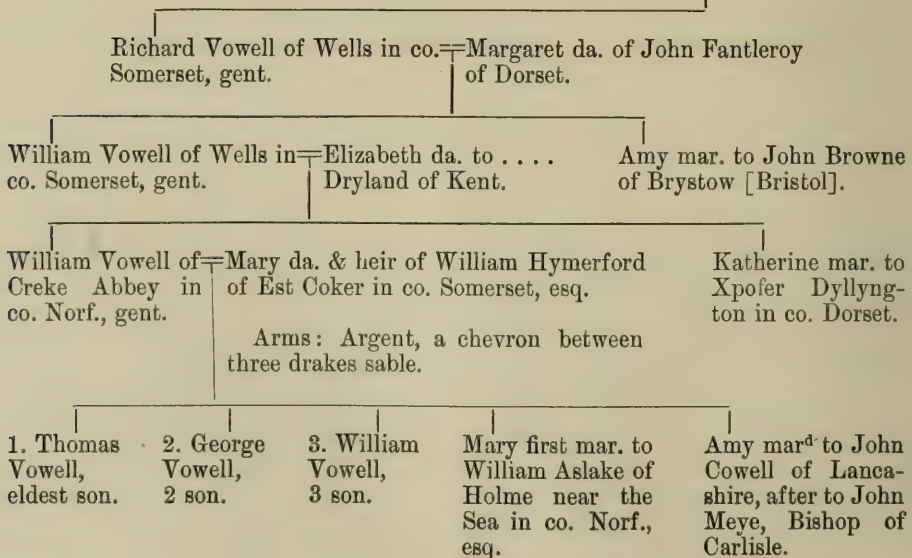 Richard Vowell of Wells in co.
Somerset, gent.
Margaret da. of John Fantleroy
of Dorset.
William Vowell of Wells in
co. Somerset, gent.
Elizabeth da. to . . . .
Dryland of Kent.
Amy mar. to John Browne
of Brystow [Bristol].
William Vowell of
Creke Abbey in
co. Norf., gent.
Mary da. & heir of William Hymerford
of Est Coker in co. Somerset, esq.
Arms: Argent, a chevron between
three drakes sable.
Katherine mar. to
Xpofer Dyllyng-
ton in co. Dorset.
1. Thomas
Vowell,
eldest son.
2. George
Vowell,
2 son.
3. William
Vowell,
3 son.
Mary first mar. to
William Aslake of
Holme near the
Sea in co. Norf.,
esq.
Amy marᵈ to John
Cowell of Lanca-
shire, after to John
Meye, Bishop of
Carlisle.